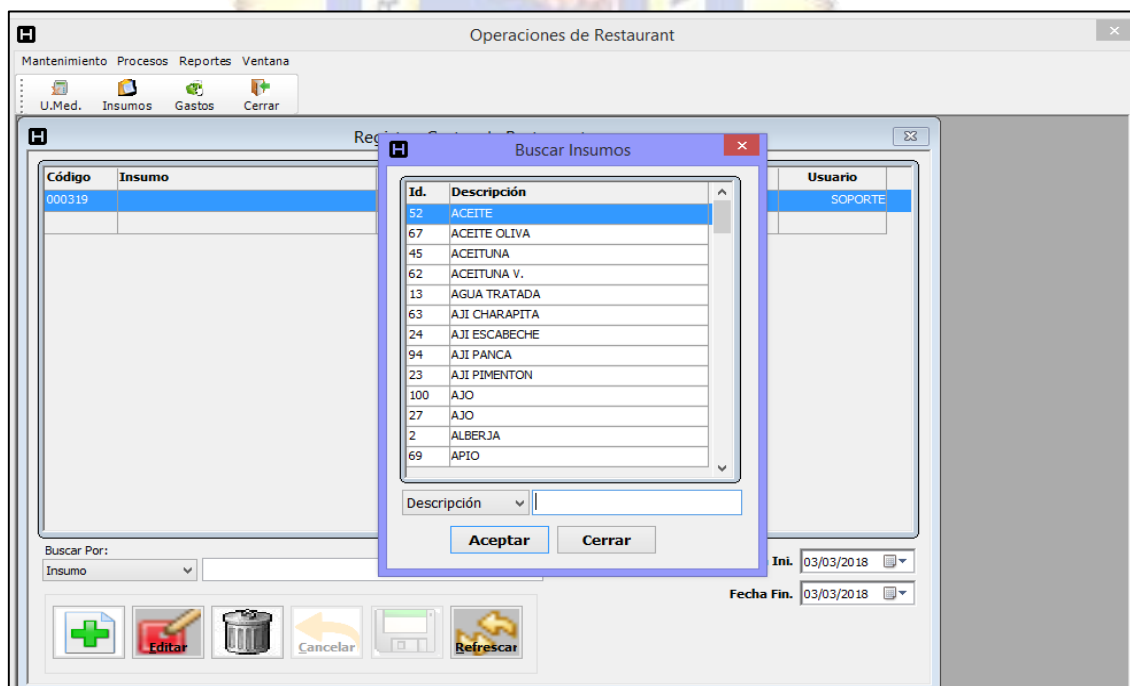 Operaciones de Restaurant
Mantenimiento Procesos Reportes Ventana
U.Med. Insumos Gastos Cerrar
Buscar Insumos
Código Insumo Usuario
000319 SOPORTE
Id. Descripción
52 ACEITE
67 ACEITE OLIVA
45 ACEITUNA
62 ACEITUNA V.
13 AGUA TRATADA
63 AJI CHARAPITA
24 AJI ESCABECHE
94 AJI PANCA
23 AJI PIMENTON
100 AJO
27 AJO
2 ALBERJA
69 APIO
Descripción
Aceptar Cerrar
Buscar Por:
Insumo
Ini. 03/03/2018
Fecha Fin. 03/03/2018
Editar Cancelar Refrescar